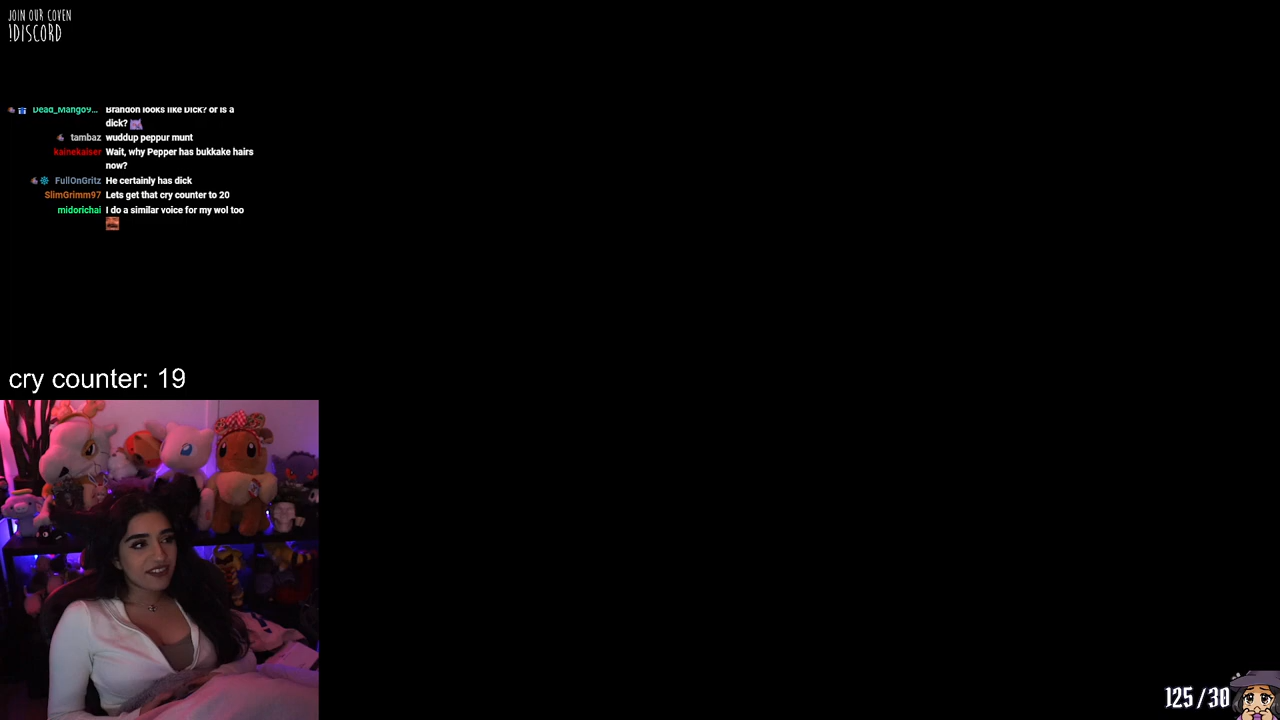 JOIN OUR COVEN
!DISCORD
Dead_Mango9... Brandon looks like Dick? or is a
dick?
tambaz wuddup peppur munt
kainekaiser Wait, why Pepper has bukkake hairs
now?
FullOnGritz He certainly has dick
SlimGrimm97 Lets get that cry counter to 20
midorichai I do a similar voice for my wol too
cry counter: 19
125/30